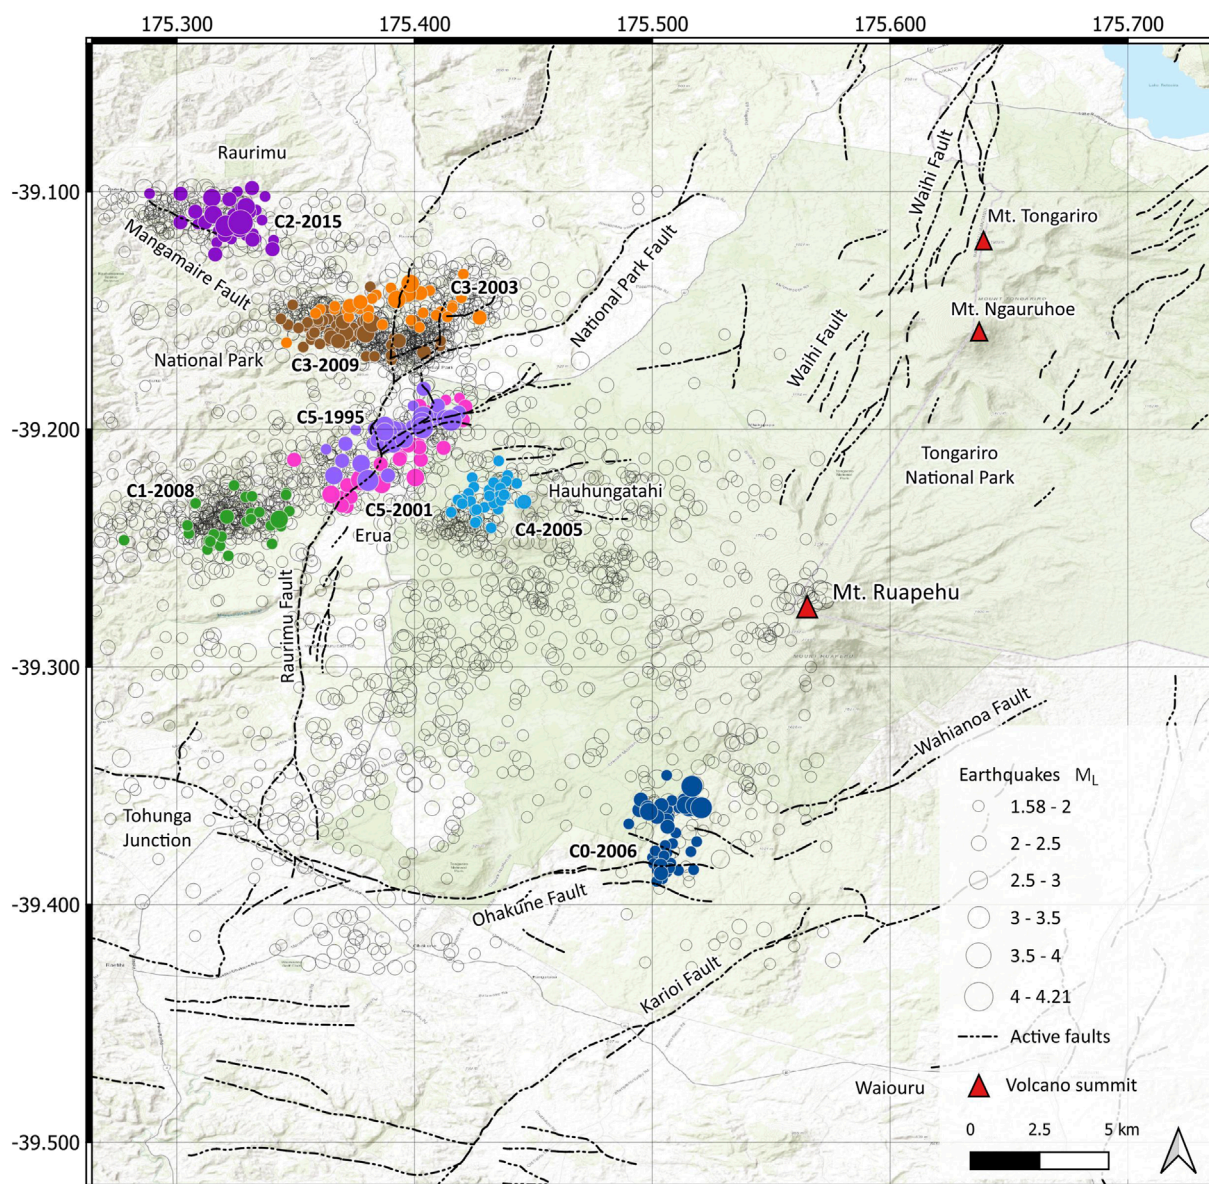 175.300
175.400
175.500
175.600
175.700
-39.100
-39.200
-39.300
-39.400
-39.500
Raurimu
C2-2015
Mangamaire Fault
C3-2003
National Park Fault
National Park
C3-2009
C5-1995
C1-2008
C5-2001
Erua
Hauhungatahi
C4-2005
Raurimu Fault
Waihi Fault
Mt. Tongariro
Mt. Ngauruhoe
Waihi Fault
Tongariro
National Park
Mt. Ruapehu
Wahianoa Fault
Tohunga
Junction
C0-2006
Ohakune Fault
Karioi Fault
Waiouru
Earthquakes ML
1.58 - 2
2 - 2.5
2.5 - 3
3 - 3.5
3.5 - 4
4 - 4.21
Active faults
Volcano summit
0 2.5 5 km